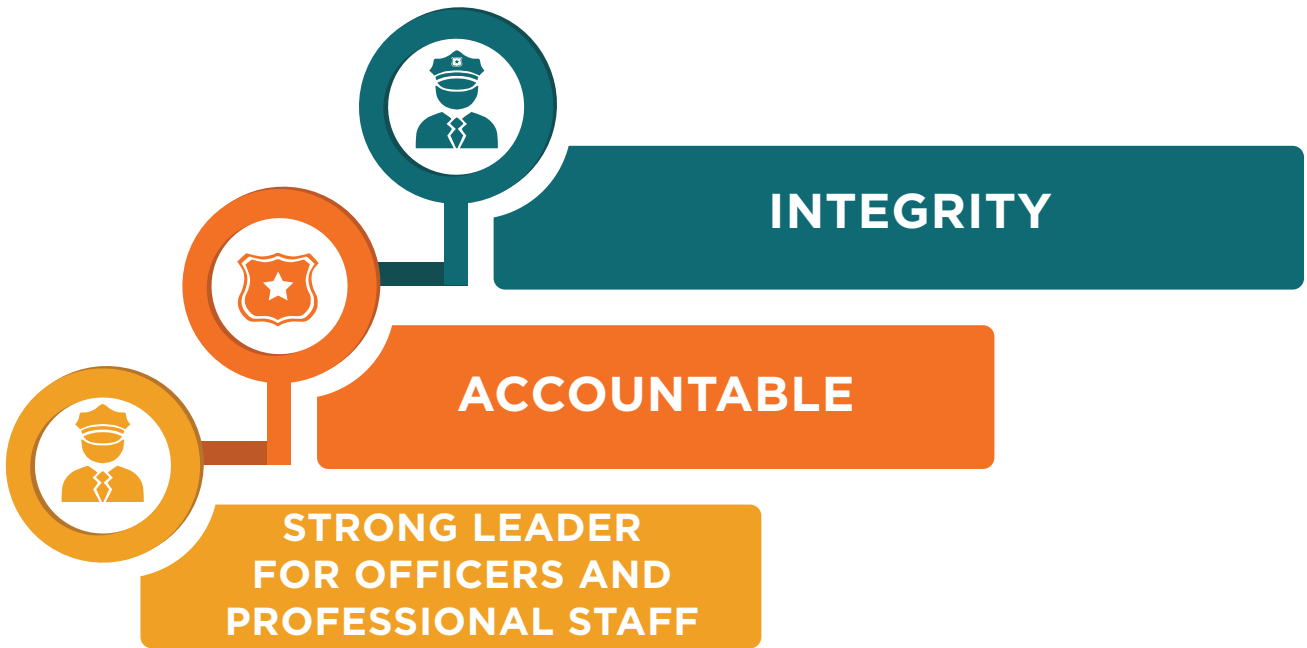 INTEGRITY
ACCOUNTABLE
STRONG LEADER
FOR OFFICERS AND
PROFESSIONAL STAFF